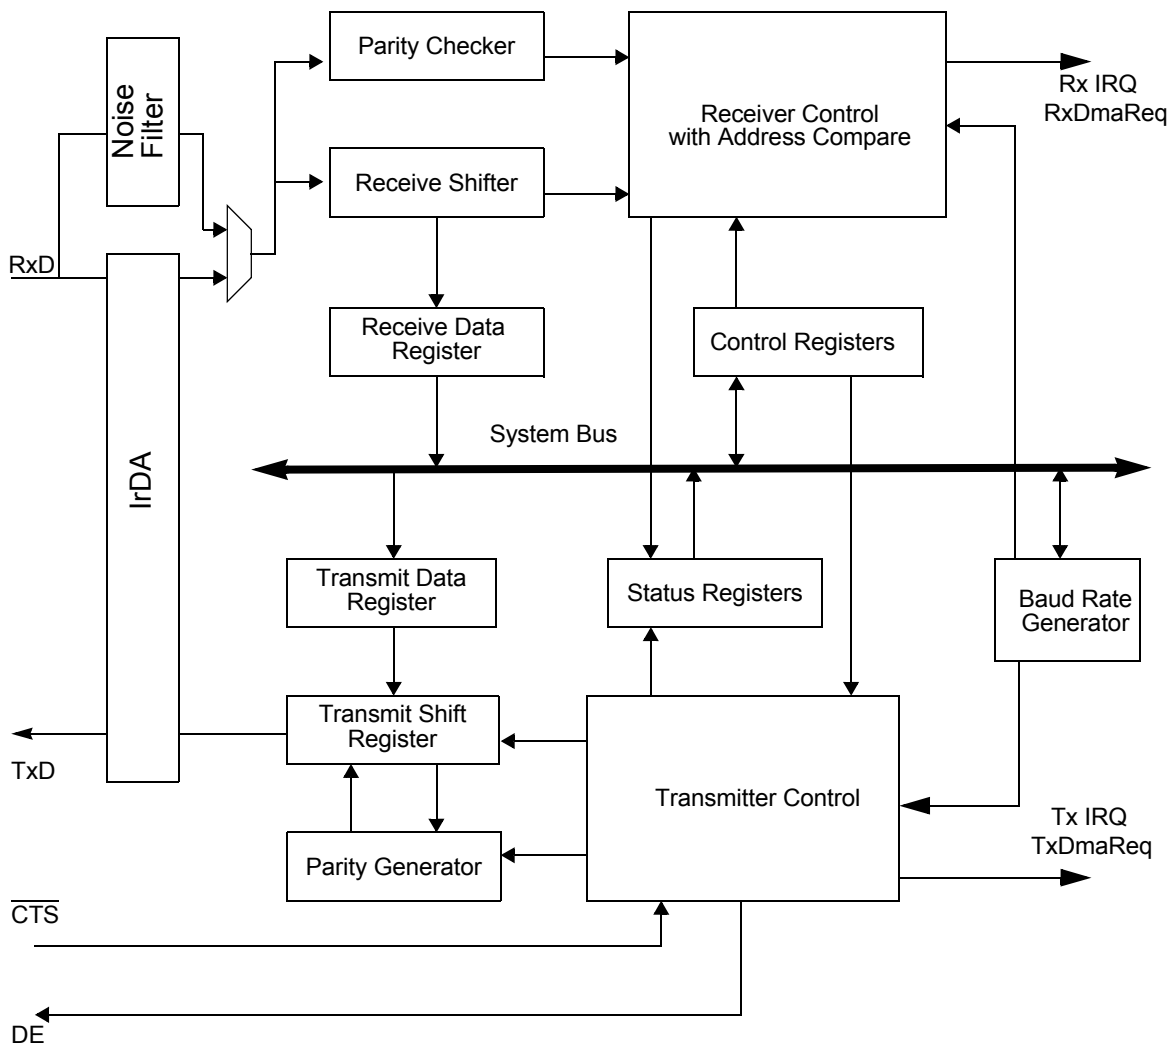 Parity Checker
Noise
Filter
Rx IRQ
RxDmaReq
Receiver Control
with Address Compare
Receive Shifter
RxD
Receive Data
Register
Control Registers
System Bus
IrDA
Transmit Data
Register
Status Registers
Baud Rate
Generator
Transmit Shift
Register
TxD
Transmitter Control
Tx IRQ
TxDmaReq
Parity Generator
CTS
DE